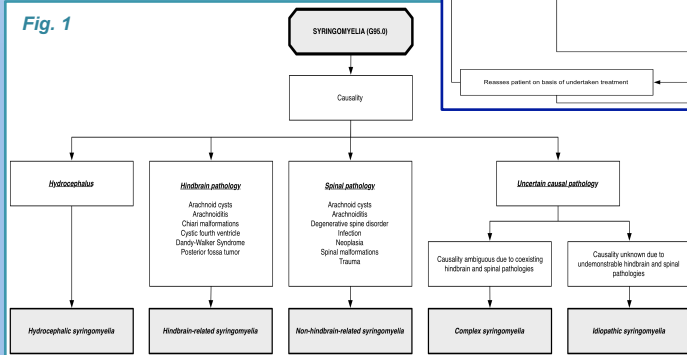 Fig. 1
SYRINGOMYELIA (G95.0)
Reasses patient on basis of undertaken treatment
Causality
Hydrocephalus
Hindbrain pathology
Arachnoid cysts
Arachnoiditis
Chiari malformations
Cystic fourth ventricle
Dandy-Walker Syndrome
Posterior fossa tumor
Spinal pathology
Arachnoid cysts
Arachnoiditis
Degenerative spine disorder
Infection
Neoplasia
Spinal malformations
Trauma
Uncertain causal pathology
Causality ambiguous due to coexisting
hindbrain and spinal pathologies
Causality unknown due to
undemonstrable hindbrain and spinal
pathologies
Hydrocephalic syringomyelia
Hindbrain-related syringomyelia
Non-hindbrain-related syringomyelia
Complex syringomyelia
Idiopathic syringomyelia